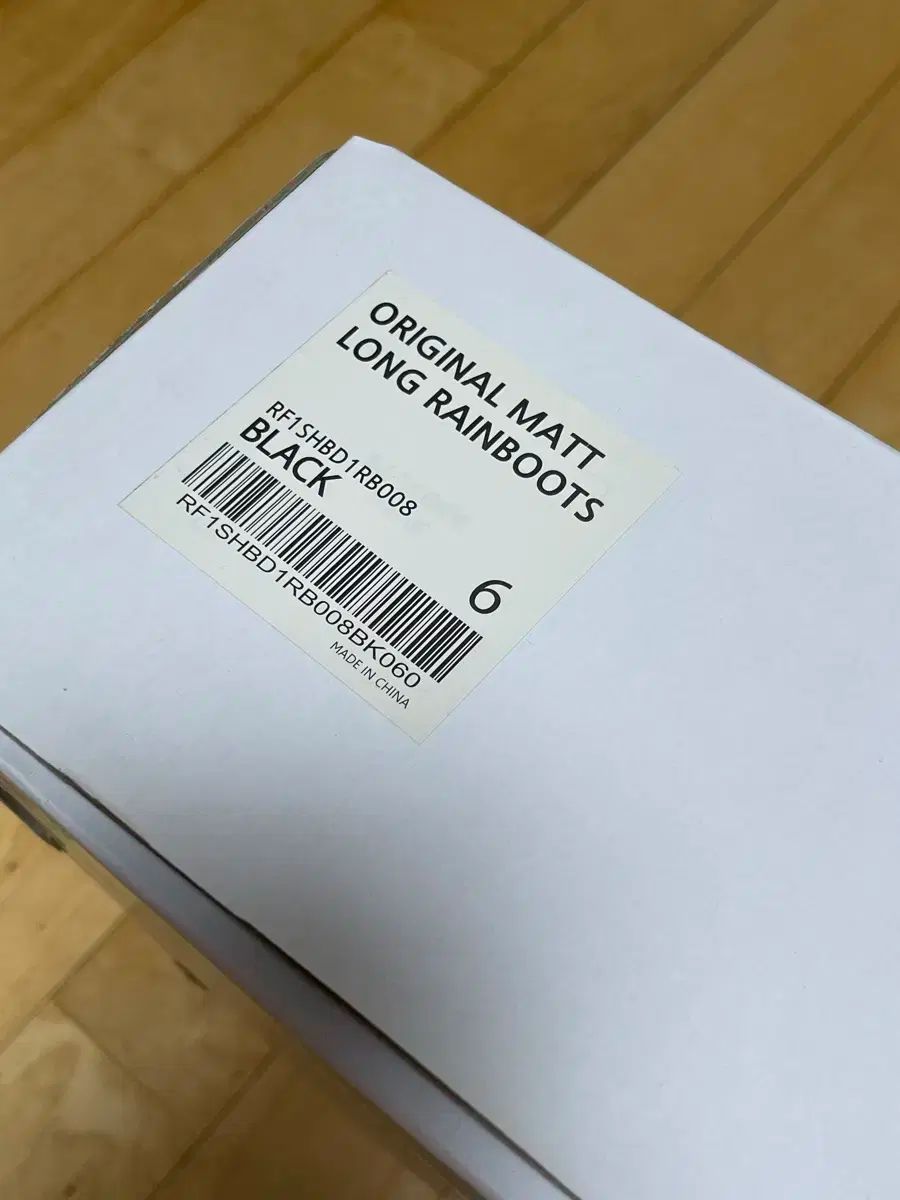 ORIGINAL MATT
LONG RAINBOOTS
RF1SHBD1RB008
BLACK
6
RF1SHBD1RB008BK060
MADE IN CHINA